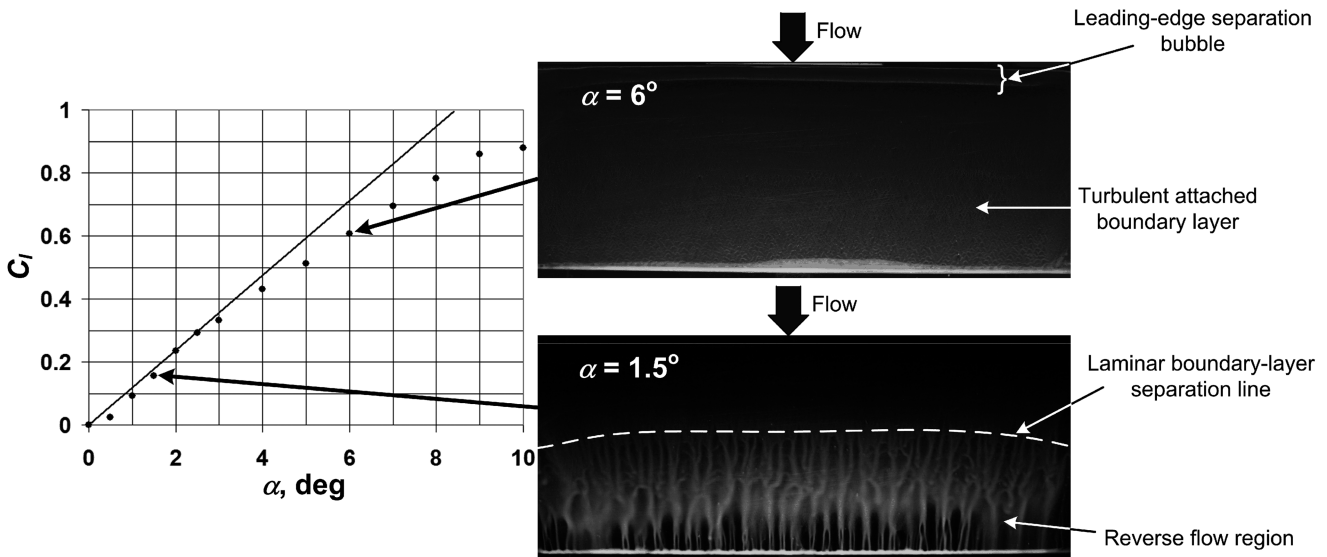 Flow
Leading-edge separation
bubble
α = 6°
Turbulent attached
boundary layer
1
0.8
0.6
0.4
0.2
0
Cl
0 2 4 6 8 10
α, deg
Flow
α = 1.5°
Laminar boundary-layer
separation line
Reverse flow region